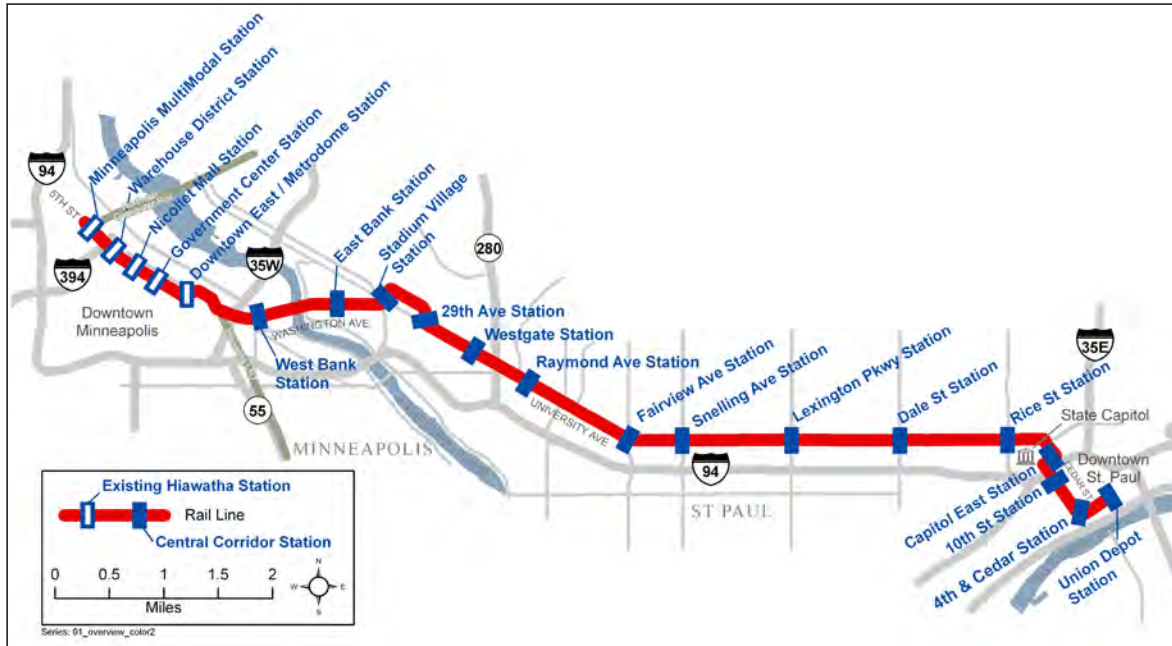 Minneapolis MultiModal Station
Warehouse District Station
Nicollet Mall Station
Government Center Station
Downtown East / Metrodome Station
94
5TH ST
394
Downtown
Minneapolis
35W
East Bank Station
Stadium Village
Station
280
WASHINGTON AVE
West Bank
Station
55
29th Ave Station
Westgate Station
Raymond Ave Station
UNIVERSITY AVE
MINNEAPOLIS
Fairview Ave Station
Snelling Ave Station
Lexington Pkwy Station
Dale St Station
Rice St Station
35E
State Capitol
94
ST PAUL
CEDAR ST
Downtown
St. Paul
Capitol East Station
10th St Station
4th & Cedar Station
Union Depot
Station
Existing Hiawatha Station
Rail Line
Central Corridor Station
0 0.5 1 2
Miles
N
W E
S
Series: 01_overview_color2